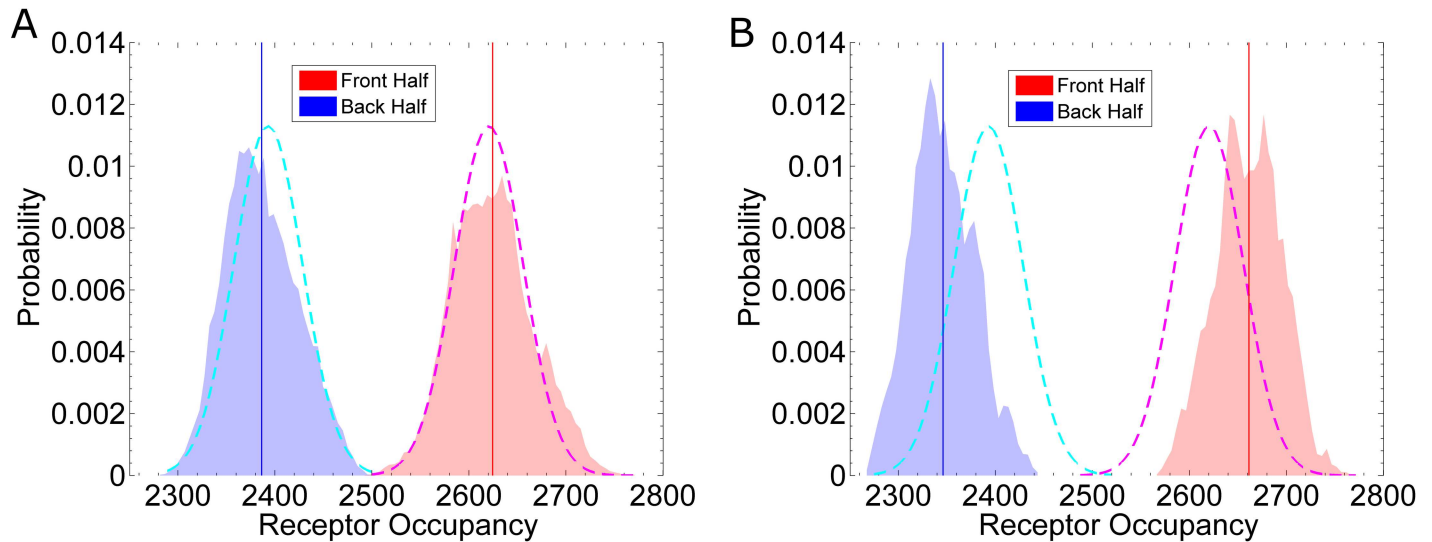 A
0.014
0.012
0.01
0.008
0.006
0.004
0.002
0
Probability
Front Half
Back Half
2300 2400 2500 2600 2700 2800
Receptor Occupancy
B
0.014
0.012
0.01
0.008
0.006
0.004
0.002
0
Probability
Front Half
Back Half
2300 2400 2500 2600 2700 2800
Receptor Occupancy